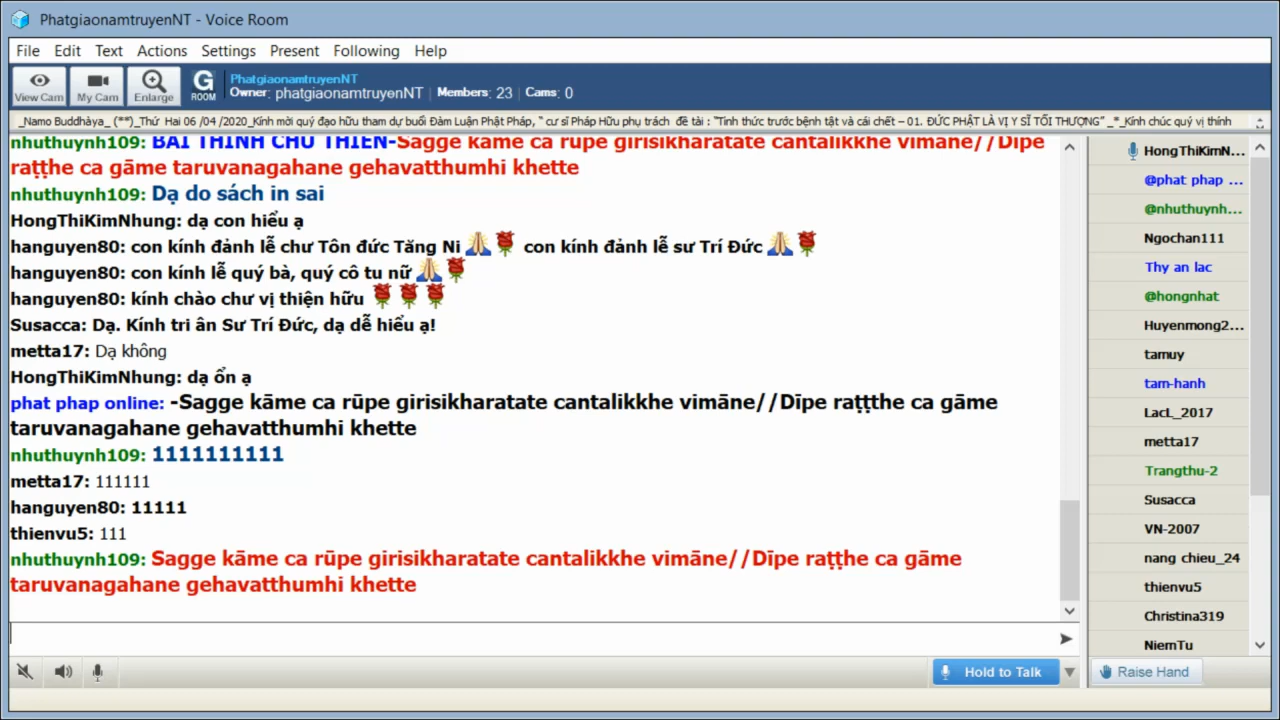 PhatgiaonamtruyenNT - Voice Room
File Edit Text Actions Settings Present Following Help
View Cam My Cam Enlarge G ROOM
PhatgiaonamtruyenNT
Owner: phatgiaonamtruyenNT | Members: 23 | Cams: 0
_Namo Buddhàya_ (**)_Thứ Hai 06 /04 /2020_Kính mời quý đạo hữu tham dự buổi Đàm Luận Phật Pháp, “ cư sĩ Pháp Hữu phụ trách đề tài : "Tỉnh thức trước bệnh tật và cái chết – 01. ĐỨC PHẬT LÀ VỊ Y SĨ TỐI THƯỢNG” _*_Kính chúc quý vị thính
nhuthuynh109: BÀI THỈNH CHƯ THIÊN-Sagge kāme ca rūpe girisikharatate cantalikkhe vimāne//Dīpe
raṭṭhe ca gāme taruvanagahane gehavatthumhi khette
nhuthuynh109: Dạ do sách in sai
HongThiKimNhung: dạ con hiểu ạ
hanguyen80: con kính đảnh lễ chư Tôn đức Tăng Ni con kính đảnh lễ sư Trí Đức
hanguyen80: con kính lễ quý bà, quý cô tu nữ
hanguyen80: kính chào chư vị thiện hữu
Susacca: Dạ. Kính tri ân Sư Trí Đức, dạ dễ hiểu ạ!
metta17: Dạ không
HongThiKimNhung: dạ ổn ạ
phat phap online: -Sagge kāme ca rūpe girisikharatate cantalikkhe vimāne//Dīpe raṭṭhe ca gāme
taruvanagahane gehavatthumhi khette
nhuthuynh109: 1111111111
metta17: 111111
hanguyen80: 11111
thienvu5: 111
nhuthuynh109: Sagge kāme ca rūpe girisikharatate cantalikkhe vimāne//Dīpe raṭṭhe ca gāme
taruvanagahane gehavatthumhi khette
HongThiKimN...
@phat phap ...
@nhuthuynh...
Ngochan111
Thy an lac
@hongnhat
Huyenmong2...
tamuy
tam-hanh
LacL_2017
metta17
Trangthu-2
Susacca
VN-2007
nang chieu_24
thienvu5
Christina319
NiemTu
Hold to Talk
Raise Hand